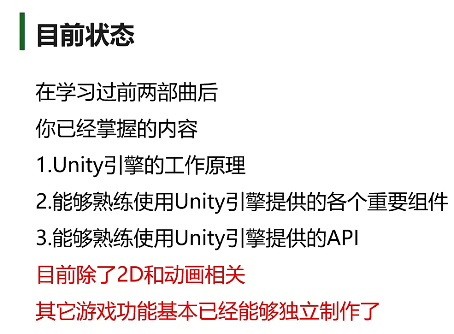 目前状态
在学习过前两部曲后
你已经掌握的内容
1.Unity引擎的工作原理
2.能够熟练使用Unity引擎提供的各个重要组件
3.能够熟练使用Unity引擎提供的API
目前除了2D和动画相关
其它游戏功能基本已经能够独立制作了